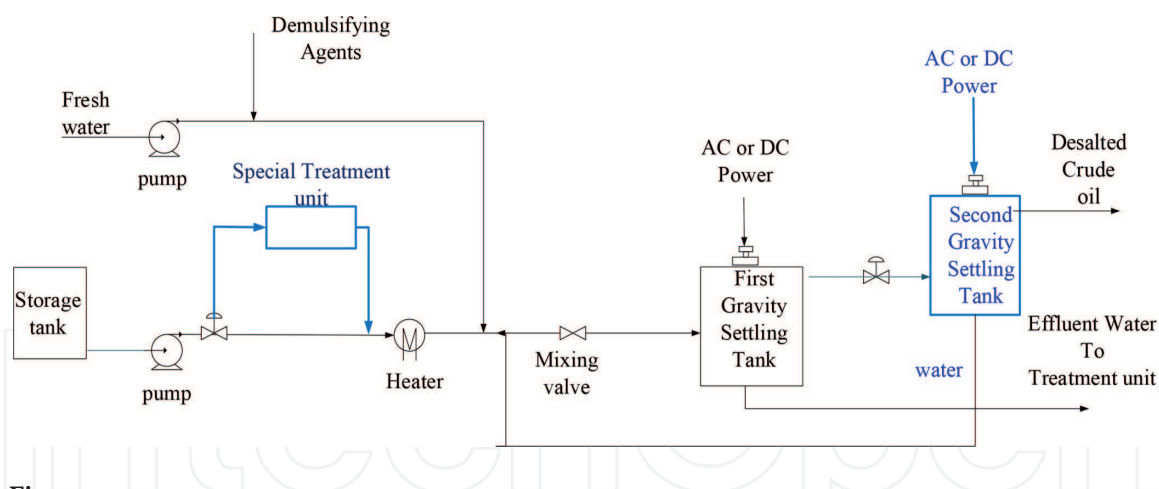 Demulsifying
Agents
Fresh
water
pump
Special Treatment
unit
Storage
tank
pump
Heater
Mixing
valve
AC or DC
Power
First
Gravity
Settling
Tank
AC or DC
Power
Second
Gravity
Settling
Tank
Desalted
Crude
oil
water
Effluent Water
To
Treatment unit